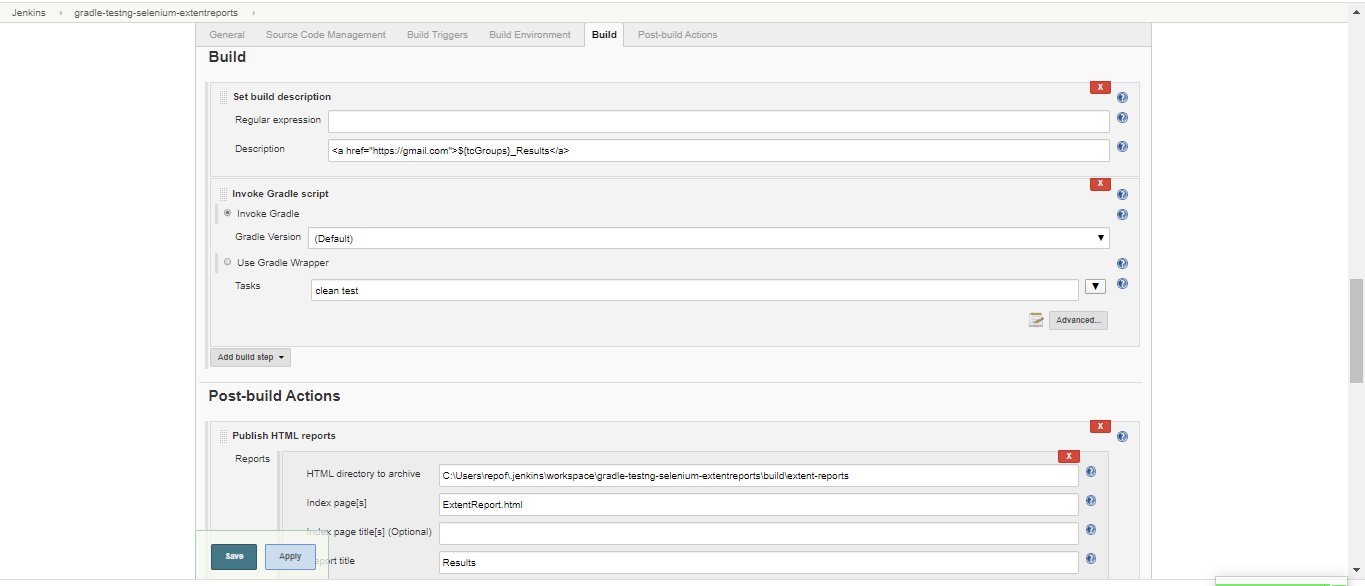 Jenkins › gradle-testng-selenium-extentreports ›
General Source Code Management Build Triggers Build Environment Build Post-build Actions
Build
X
Set build description
Regular expression
Description <a href="https://gmail.com">${tcGroups}_Results</a>
X
Invoke Gradle script
Invoke Gradle
Gradle Version (Default)
Use Gradle Wrapper
Tasks clean test
Advanced...
Add build step
Post-build Actions
X
Publish HTML reports
X
Reports
HTML directory to archive C:\Users\repof\.jenkins\workspace\gradle-testng-selenium-extentreports\build\extent-reports
Index page[s] ExtentReport.html
Index page title[s] (Optional)
Save Apply
port title Results